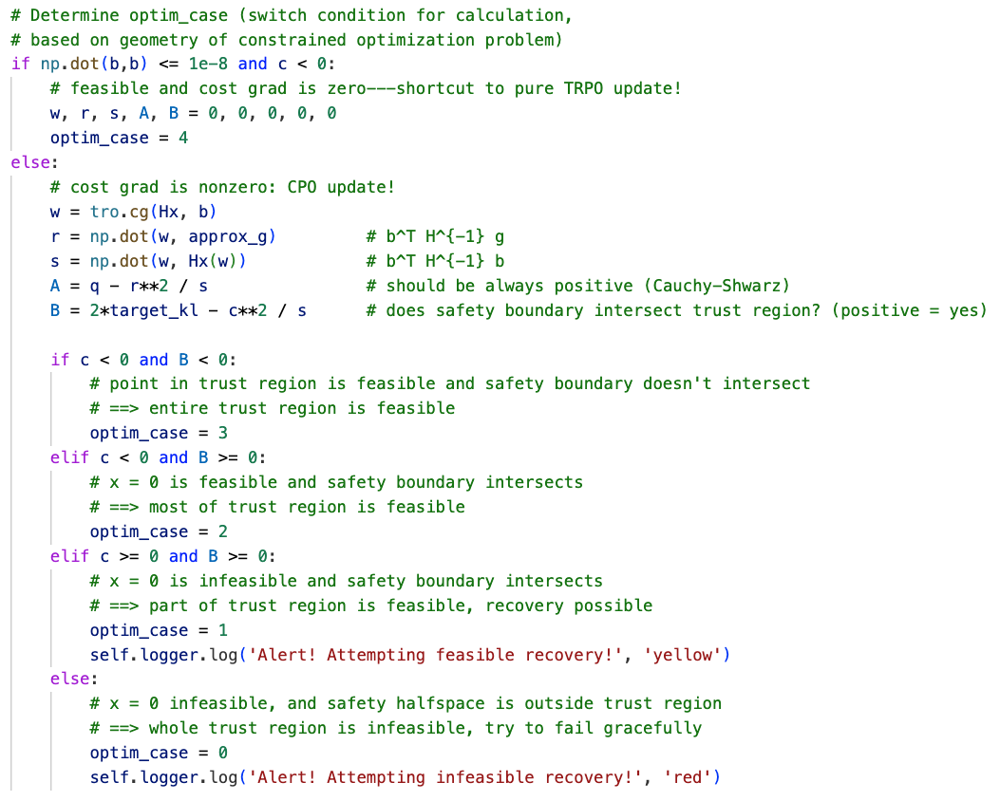 # Determine optim_case (switch condition for calculation,
# based on geometry of constrained optimization problem)
if np.dot(b,b) <= 1e-8 and c < 0:
    # feasible and cost grad is zero---shortcut to pure TRPO update!
    w, r, s, A, B = 0, 0, 0, 0, 0
    optim_case = 4
else:
    # cost grad is nonzero: CPO update!
    w = tro.cg(Hx, b)
    r = np.dot(w, approx_g)         # b^T H^{-1} g
    s = np.dot(w, Hx(w))            # b^T H^{-1} b
    A = q - r**2 / s                # should be always positive (Cauchy-Shwarz)
    B = 2*target_kl - c**2 / s      # does safety boundary intersect trust region? (positive = yes)

    if c < 0 and B < 0:
        # point in trust region is feasible and safety boundary doesn't intersect
        # ==> entire trust region is feasible
        optim_case = 3
    elif c < 0 and B >= 0:
        # x = 0 is feasible and safety boundary intersects
        # ==> most of trust region is feasible
        optim_case = 2
    elif c >= 0 and B >= 0:
        # x = 0 is infeasible and safety boundary intersects
        # ==> part of trust region is feasible, recovery possible
        optim_case = 1
        self.logger.log('Alert! Attempting feasible recovery!', 'yellow')
    else:
        # x = 0 infeasible, and safety halfspace is outside trust region
        # ==> whole trust region is infeasible, try to fail gracefully
        optim_case = 0
        self.logger.log('Alert! Attempting infeasible recovery!', 'red')